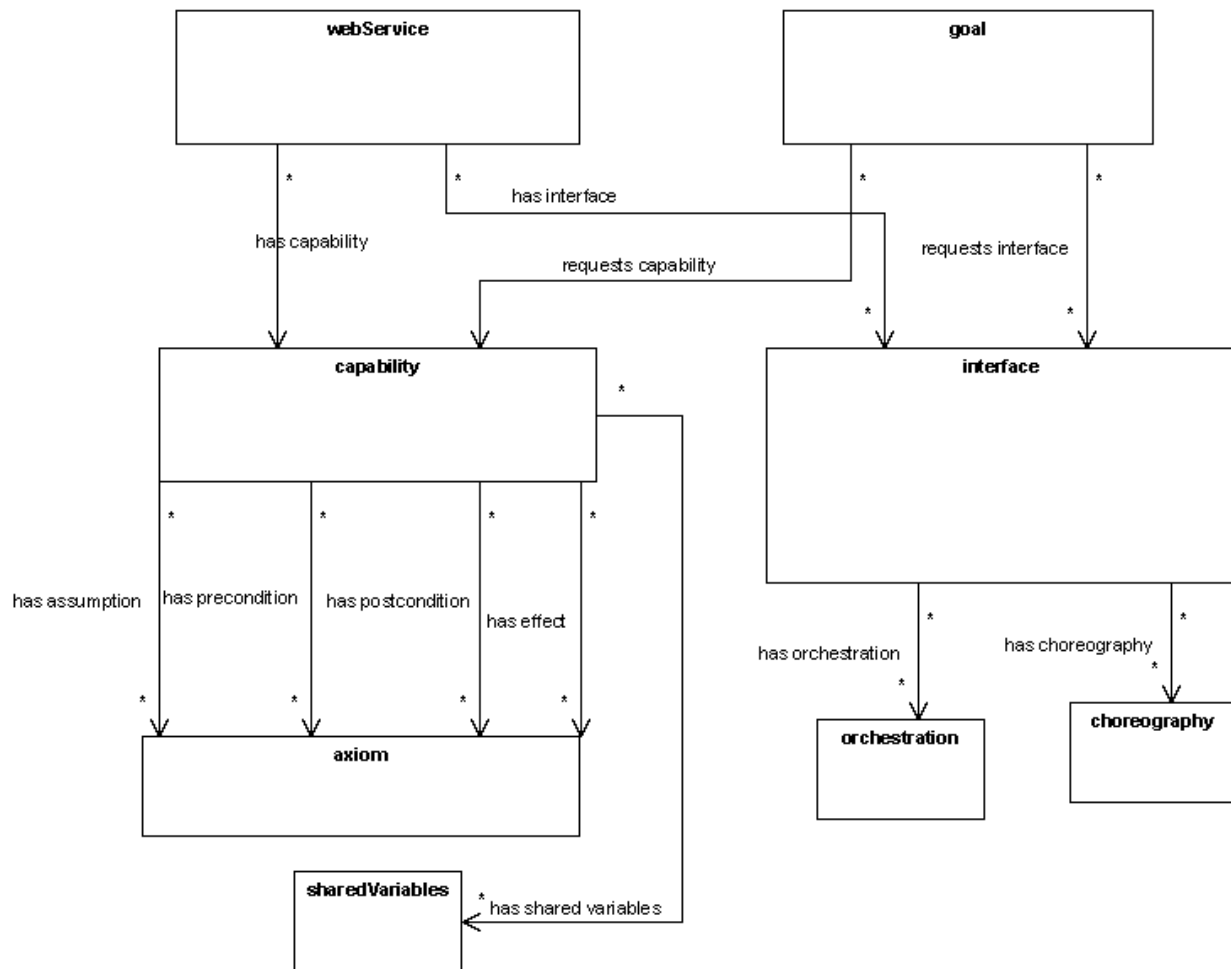 webService
goal
*
*
*
*
has interface
has capability
requests capability
requests interface
*
*
capability
interface
*
*
*
*
*
has assumption
has precondition
has postcondition
has effect
*
*
has orchestration
has choreography
*
*
*
*
*
*
axiom
orchestration
choreography
sharedVariables
*
has shared variables